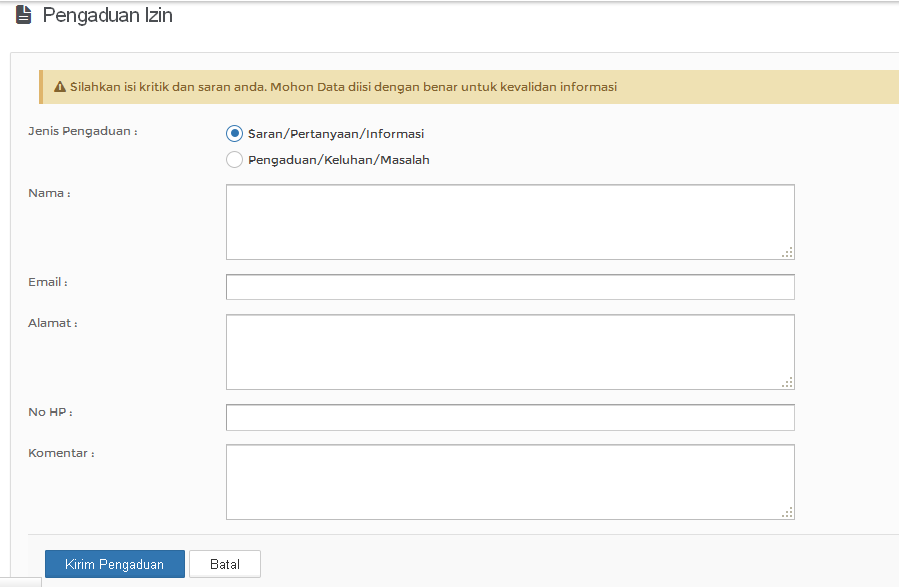 Pengaduan Izin
Silahkan isi kritik dan saran anda. Mohon Data diisi dengan benar untuk kevalidan informasi
Jenis Pengaduan :
Saran/Pertanyaan/Informasi
Pengaduan/Keluhan/Masalah
Nama :
Email :
Alamat :
No HP :
Komentar :
Kirim Pengaduan
Batal